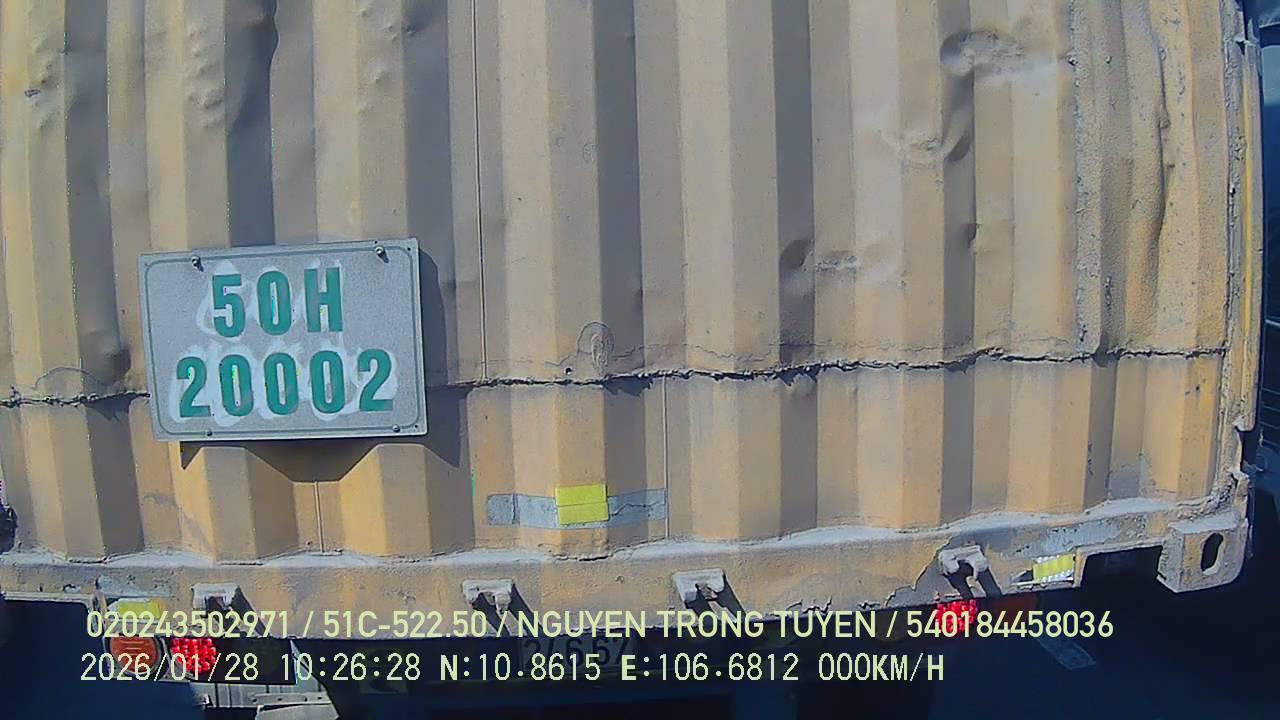 50H
20002
020243502971 / 51C-522.50 / NGUYEN TRONG TUYEN / 540184458036
2026/01/28 10:26:28 N:10.8615 E:106.6812 000KM/H